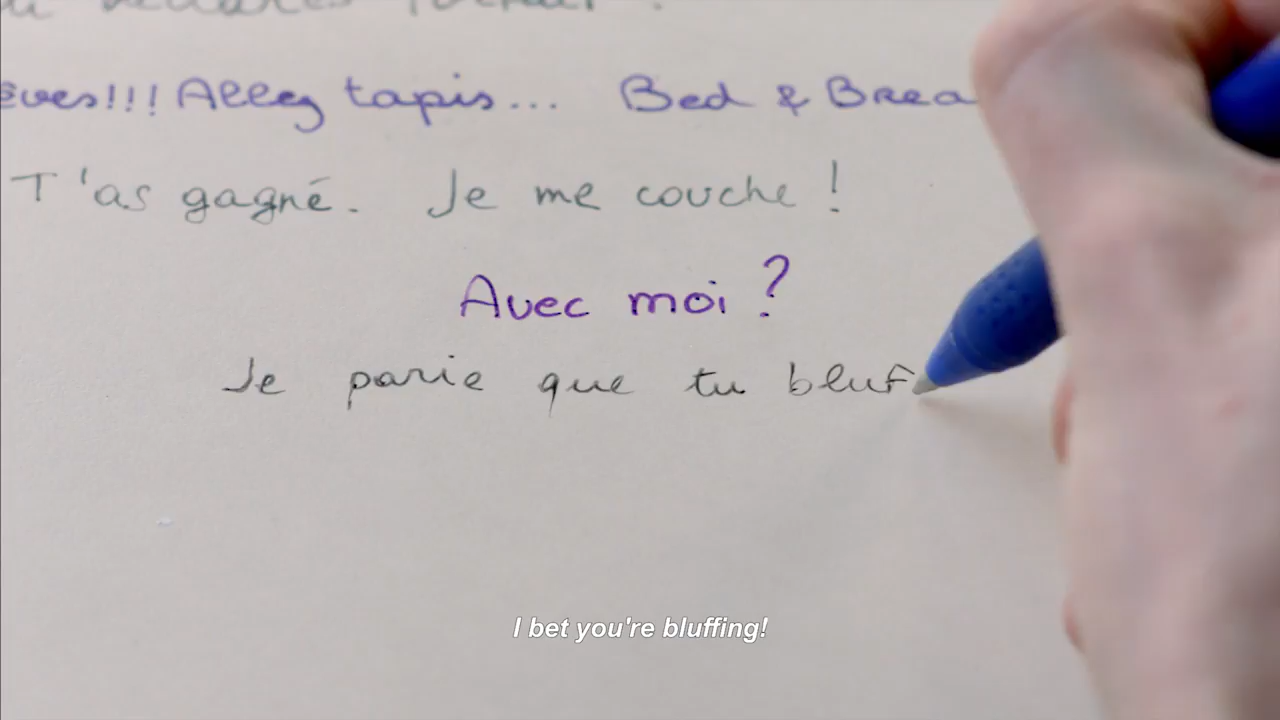 Allez tapis... Bed & Brea
T'as gagné. Je me couche !
Avec moi ?
Je parie que tu bluf
I bet you're bluffing!